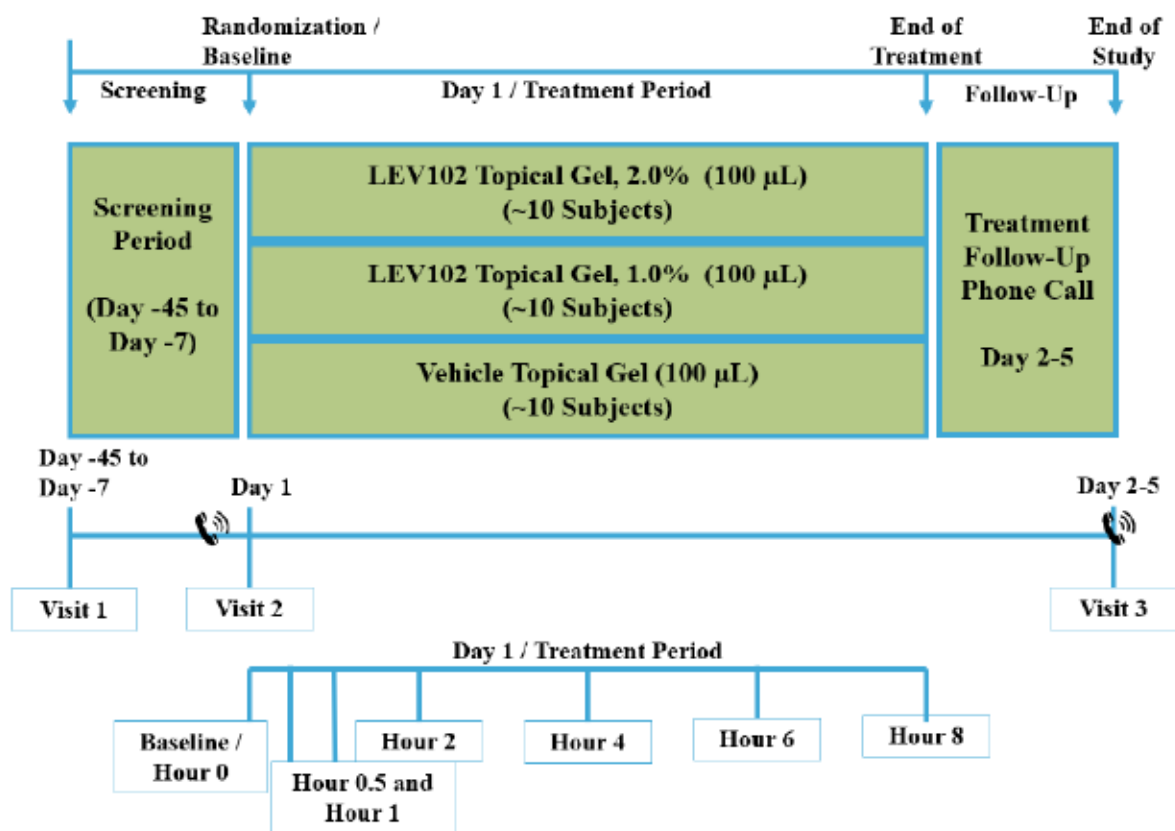 Randomization /
Baseline
End of
Treatment
End of
Study
Screening
Day 1 / Treatment Period
Follow-Up
Screening
Period
(Day -45 to
Day -7)
LEV102 Topical Gel, 2.0% (100 µL)
(~10 Subjects)
LEV102 Topical Gel, 1.0% (100 µL)
(~10 Subjects)
Vehicle Topical Gel (100 µL)
(~10 Subjects)
Treatment
Follow-Up
Phone Call
Day 2-5
Day -45 to
Day -7
Day 1
Day 2-5
Visit 1
Visit 2
Visit 3
Day 1 / Treatment Period
Baseline /
Hour 0
Hour 0.5 and
Hour 1
Hour 2
Hour 4
Hour 6
Hour 8